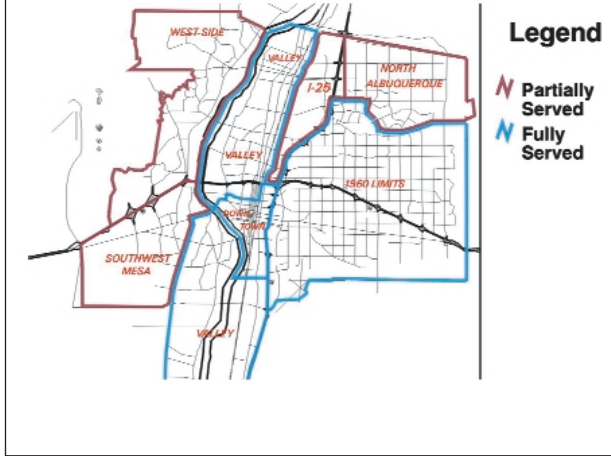 Legend
WEST SIDE
VALLEY
NORTH
ALBUQUERQUE
I-25
Partially
Served
Fully
Served
VALLEY
1960 LIMITS
DOWN
TOWN
SOUTHWEST
MESA
VALLEY